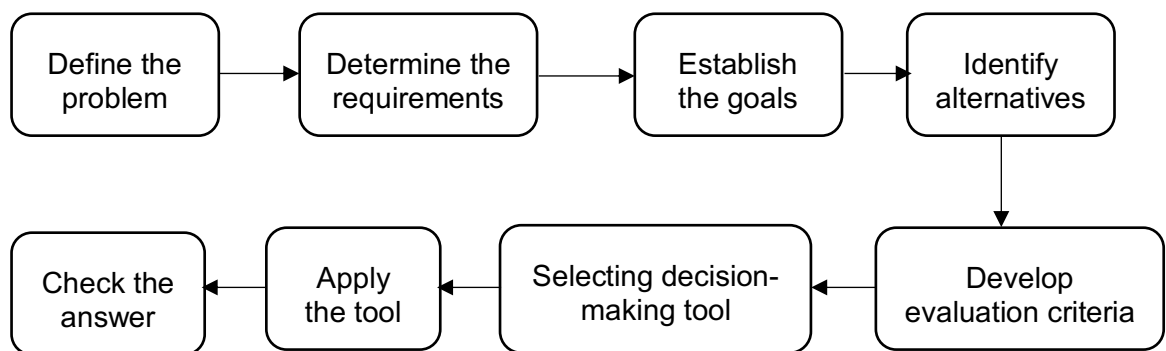 Define the
problem
Determine the
requirements
Establish
the goals
Identify
alternatives
Develop
evaluation criteria
Selecting decision-
making tool
Apply
the tool
Check the
answer